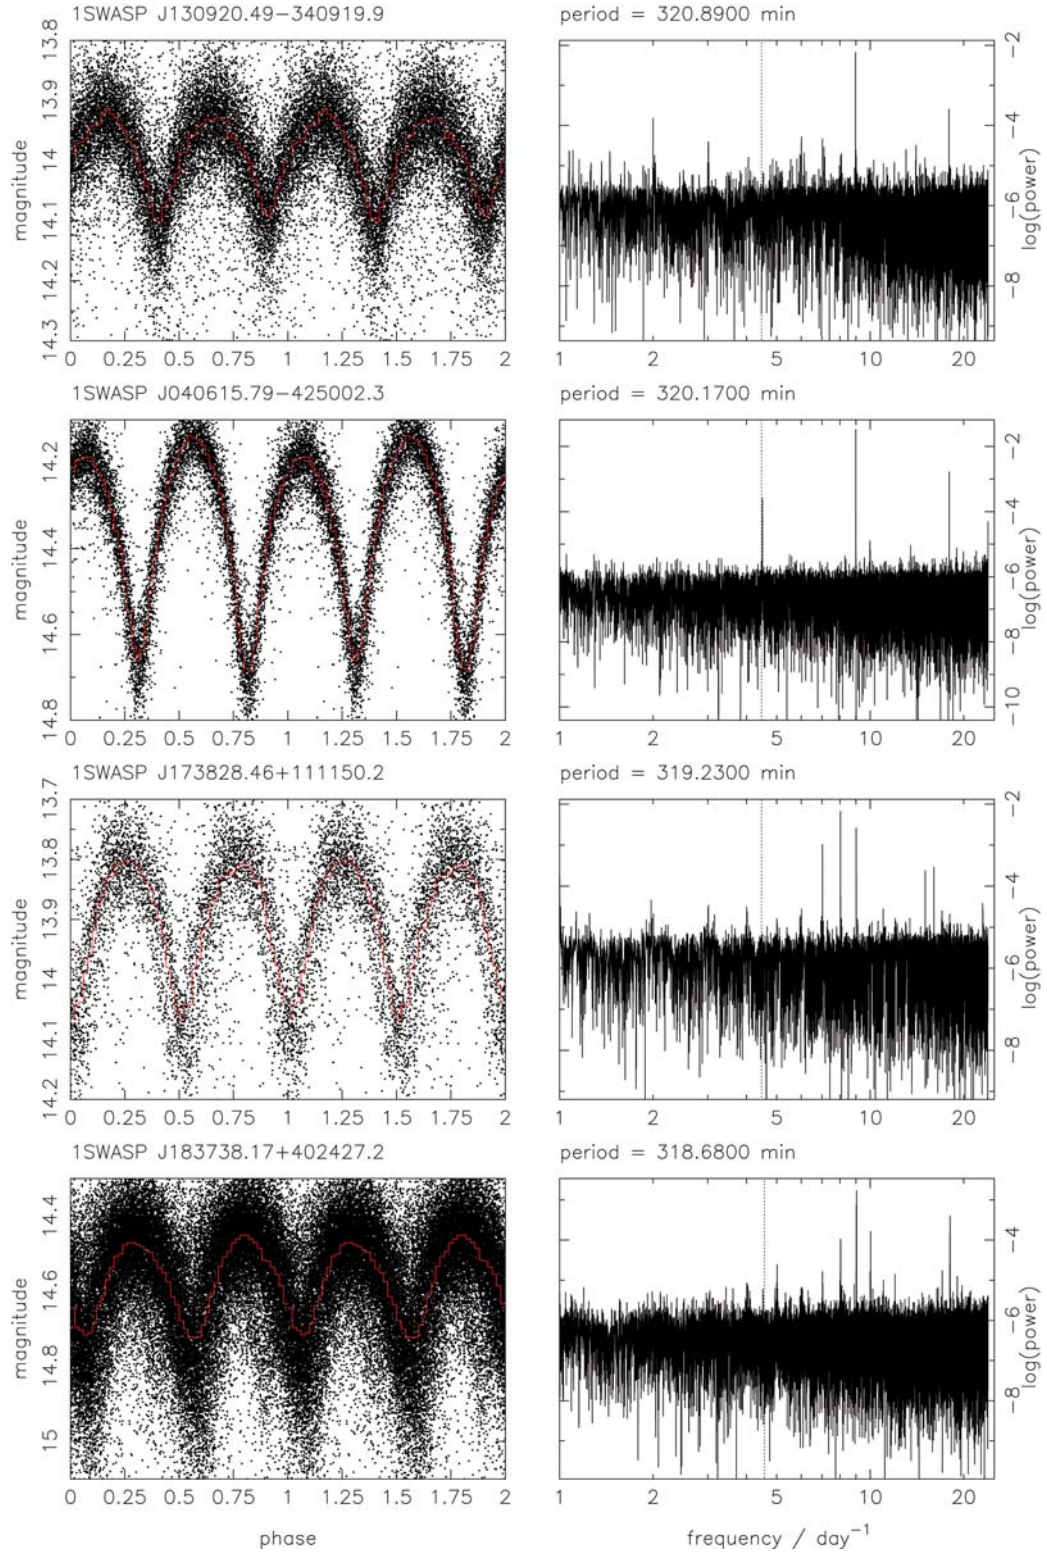 1SWASP J130920.49−340919.9
period = 320.8900 min
magnitude
13.8
13.9
14
14.1
14.2
14.3
0 0.25 0.5 0.75 1 1.25 1.5 1.75 2
log(power)
−2
−4
−6
−8
1 2 5 10 20
1SWASP J040615.79−425002.3
period = 320.1700 min
magnitude
14.2
14.4
14.6
14.8
0 0.25 0.5 0.75 1 1.25 1.5 1.75 2
log(power)
−2
−4
−6
−8
−10
1 2 5 10 20
1SWASP J173828.46+111150.2
period = 319.2300 min
magnitude
13.7
13.8
13.9
14
14.1
14.2
0 0.25 0.5 0.75 1 1.25 1.5 1.75 2
log(power)
−2
−4
−6
−8
1 2 5 10 20
1SWASP J183738.17+402427.2
period = 318.6800 min
magnitude
14.4
14.6
14.8
15
0 0.25 0.5 0.75 1 1.25 1.5 1.75 2
phase
log(power)
−4
−6
−8
1 2 5 10 20
frequency / day−1